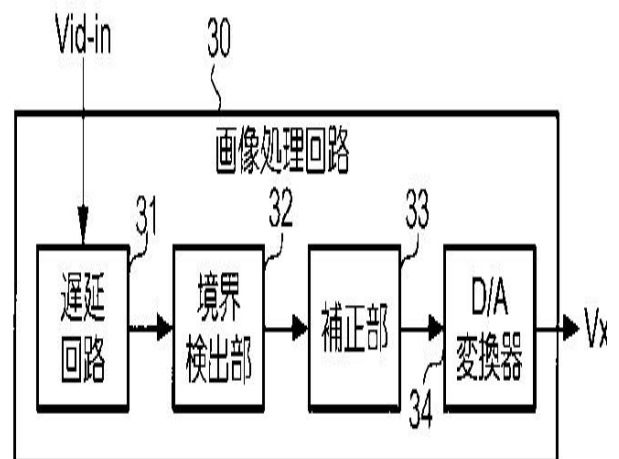 Vid-in
30
画像処理回路
31
32
33
遅延
回路
境界
検出部
補正部
D/A
変換器
34
Vx